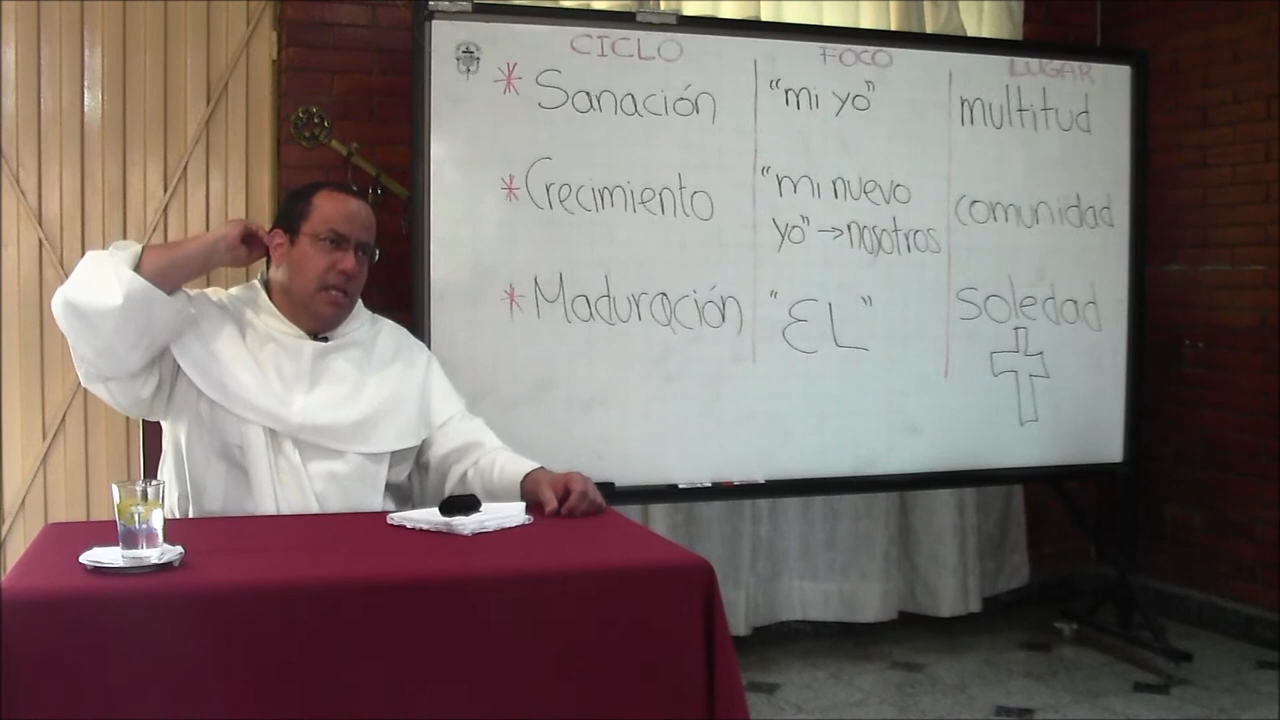 CICLO FOCO LUGAR
* Sanación "mi yo" multitud
* Crecimiento "mi nuevo yo" → nosotros comunidad
* Maduración "EL" soledad